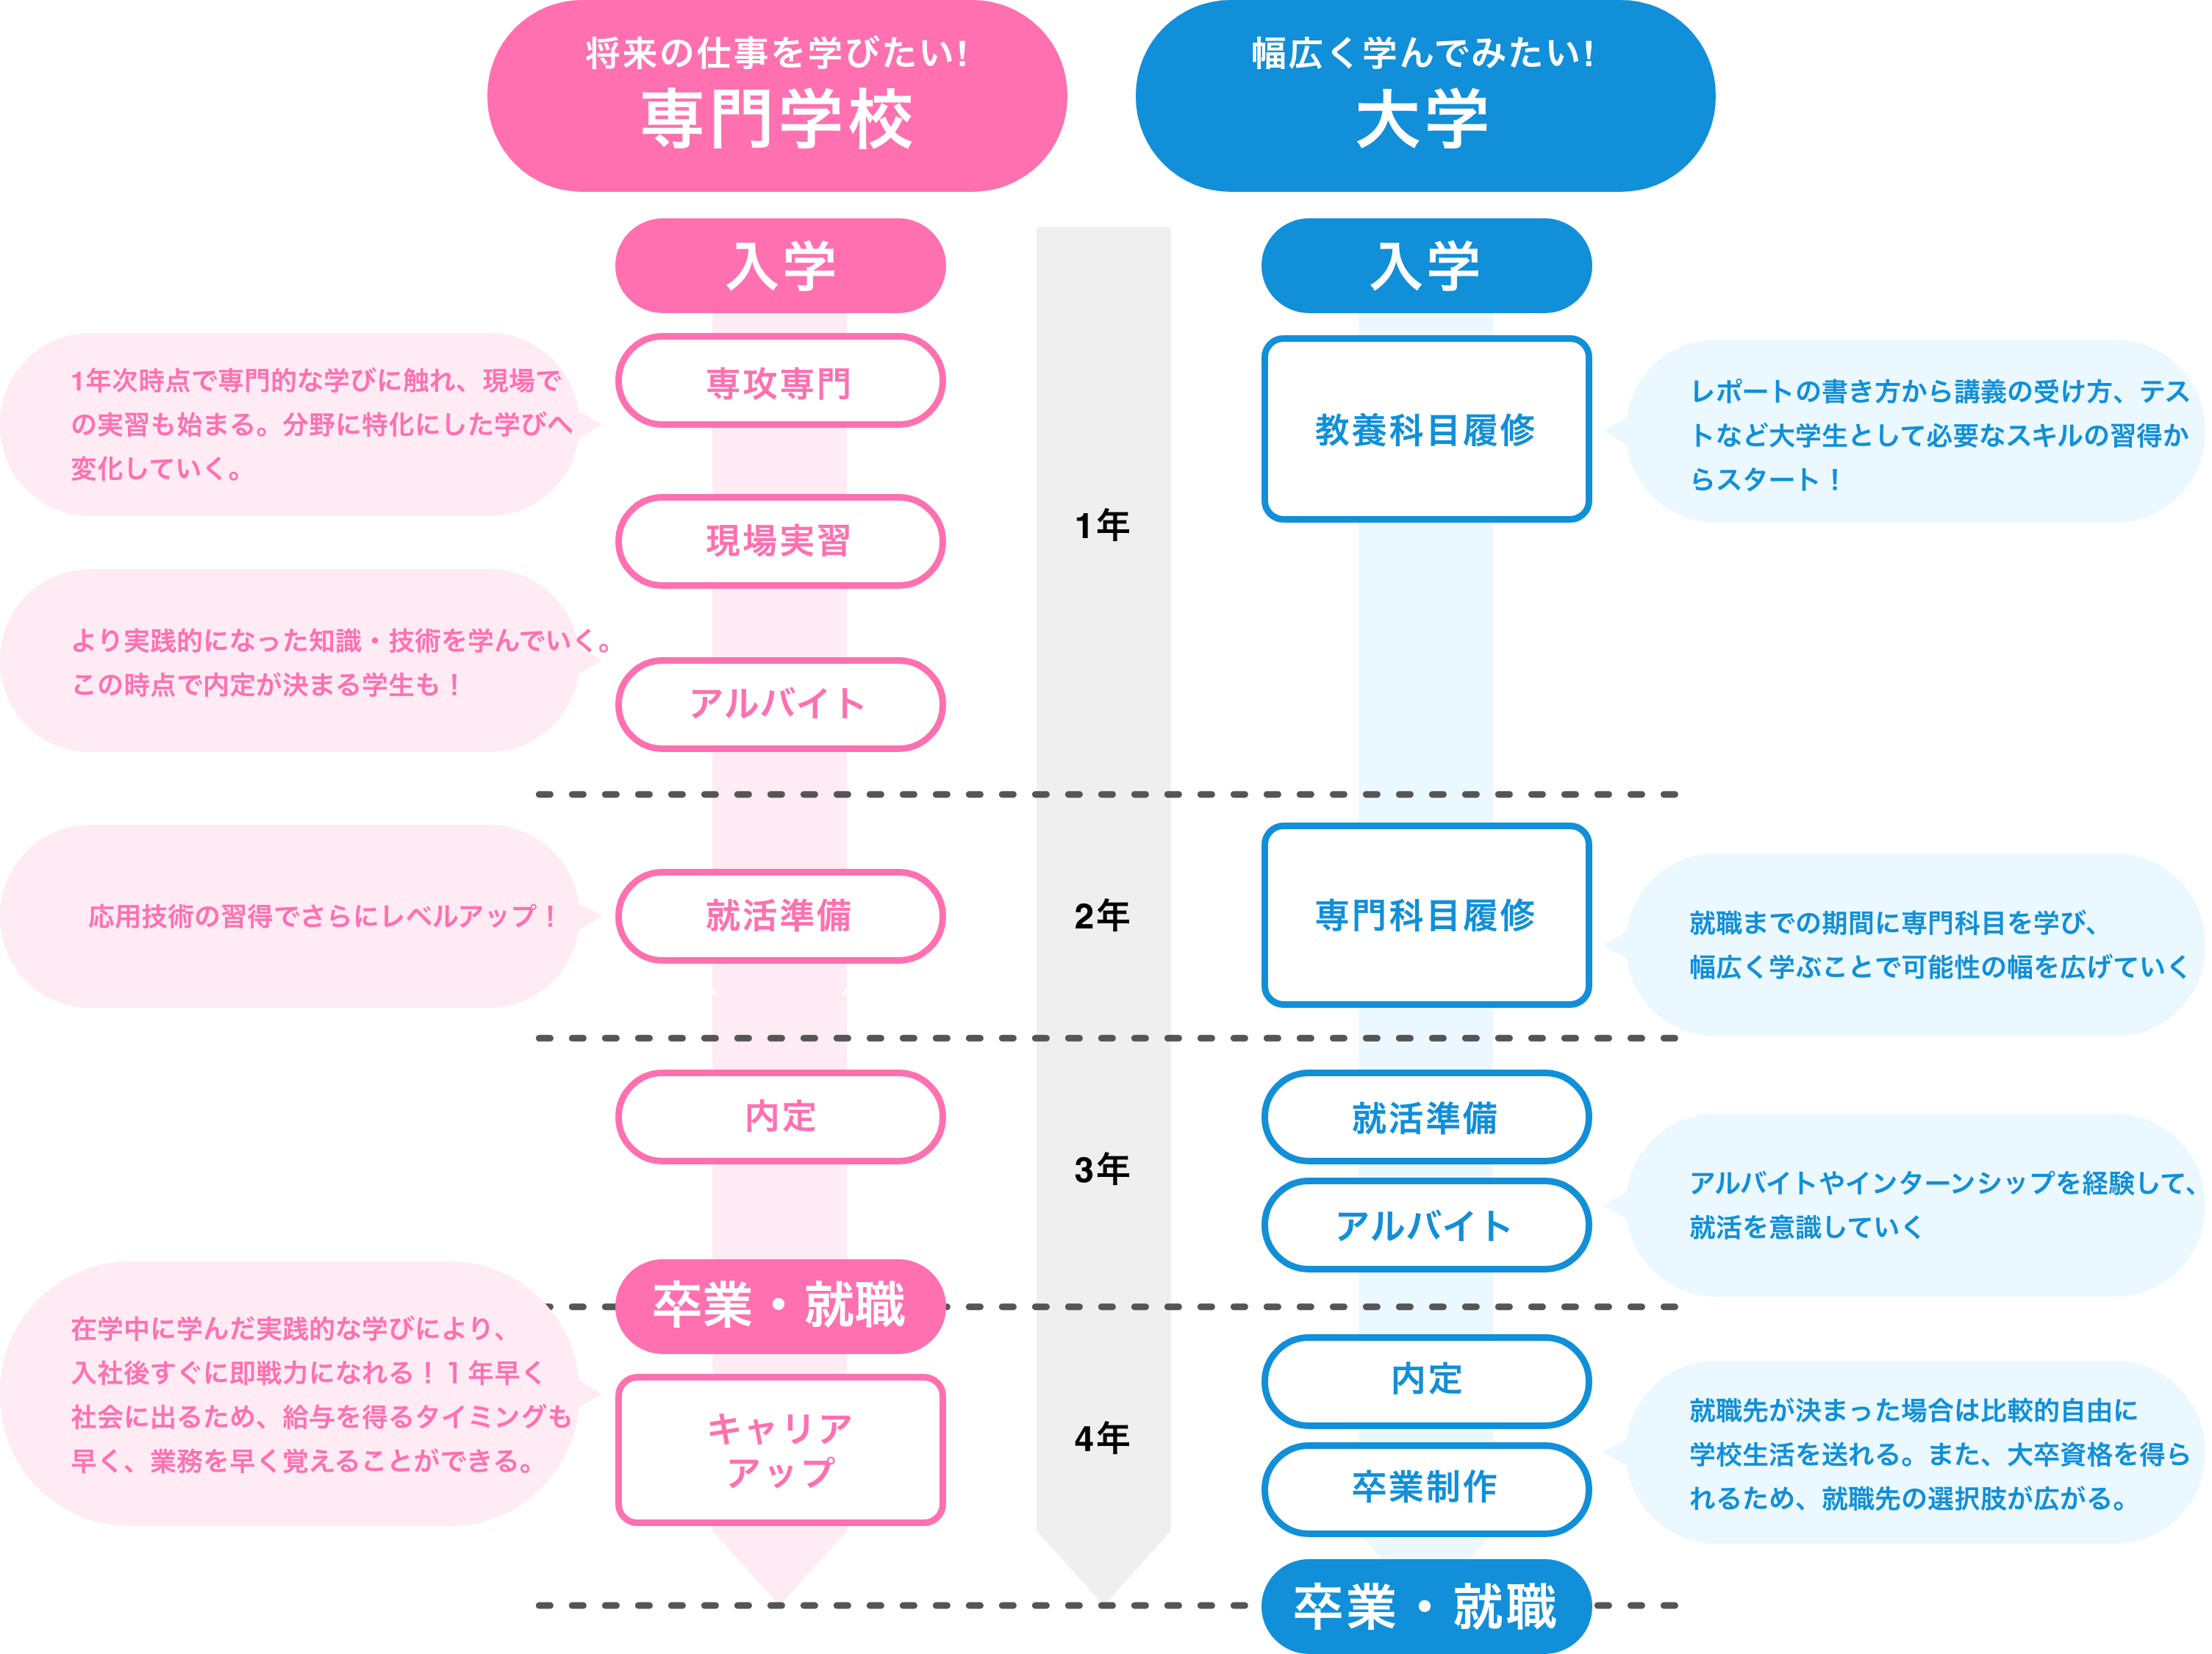 将来の仕事を学びたい!
専門学校
幅広く学んでみたい!
大学
入学
入学
1年次時点で専門的な学びに触れ、現場で
の実習も始まる。分野に特化にした学びへ
変化していく。
専攻専門
教養科目履修
レポートの書き方から講義の受け方、テス
トなど大学生として必要なスキルの習得か
らスタート！
現場実習
1年
より実践的になった知識・技術を学んでいく。
この時点で内定が決まる学生も！
アルバイト
応用技術の習得でさらにレベルアップ！
就活準備
2年
専門科目履修
就職までの期間に専門科目を学び、
幅広く学ぶことで可能性の幅を広げていく
内定
3年
就活準備
アルバイト
アルバイトやインターンシップを経験して、
就活を意識していく
卒業・就職
在学中に学んだ実践的な学びにより、
入社後すぐに即戦力になれる！１年早く
社会に出るため、給与を得るタイミングも
早く、業務を早く覚えることができる。
キャリア
アップ
4年
内定
卒業制作
就職先が決まった場合は比較的自由に
学校生活を送れる。また、大卒資格を得ら
れるため、就職先の選択肢が広がる。
卒業・就職